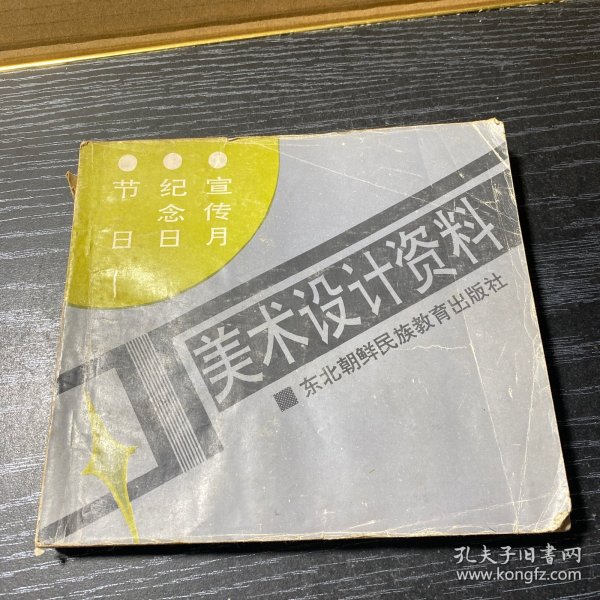 节日
纪念日
宣传月
美术设计资料
东北朝鲜民族教育出版社
孔夫子旧书网
www.kongfz.com